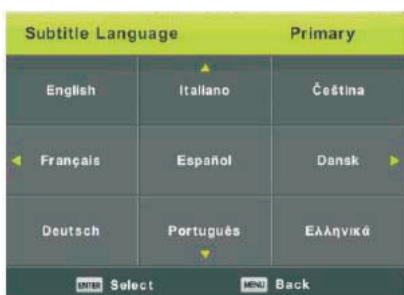 Subtitle Language Primary
English Italiano Čeština
Français Español Dansk
Deutsch Português Ελληνικά
ENTER Select MENU Back